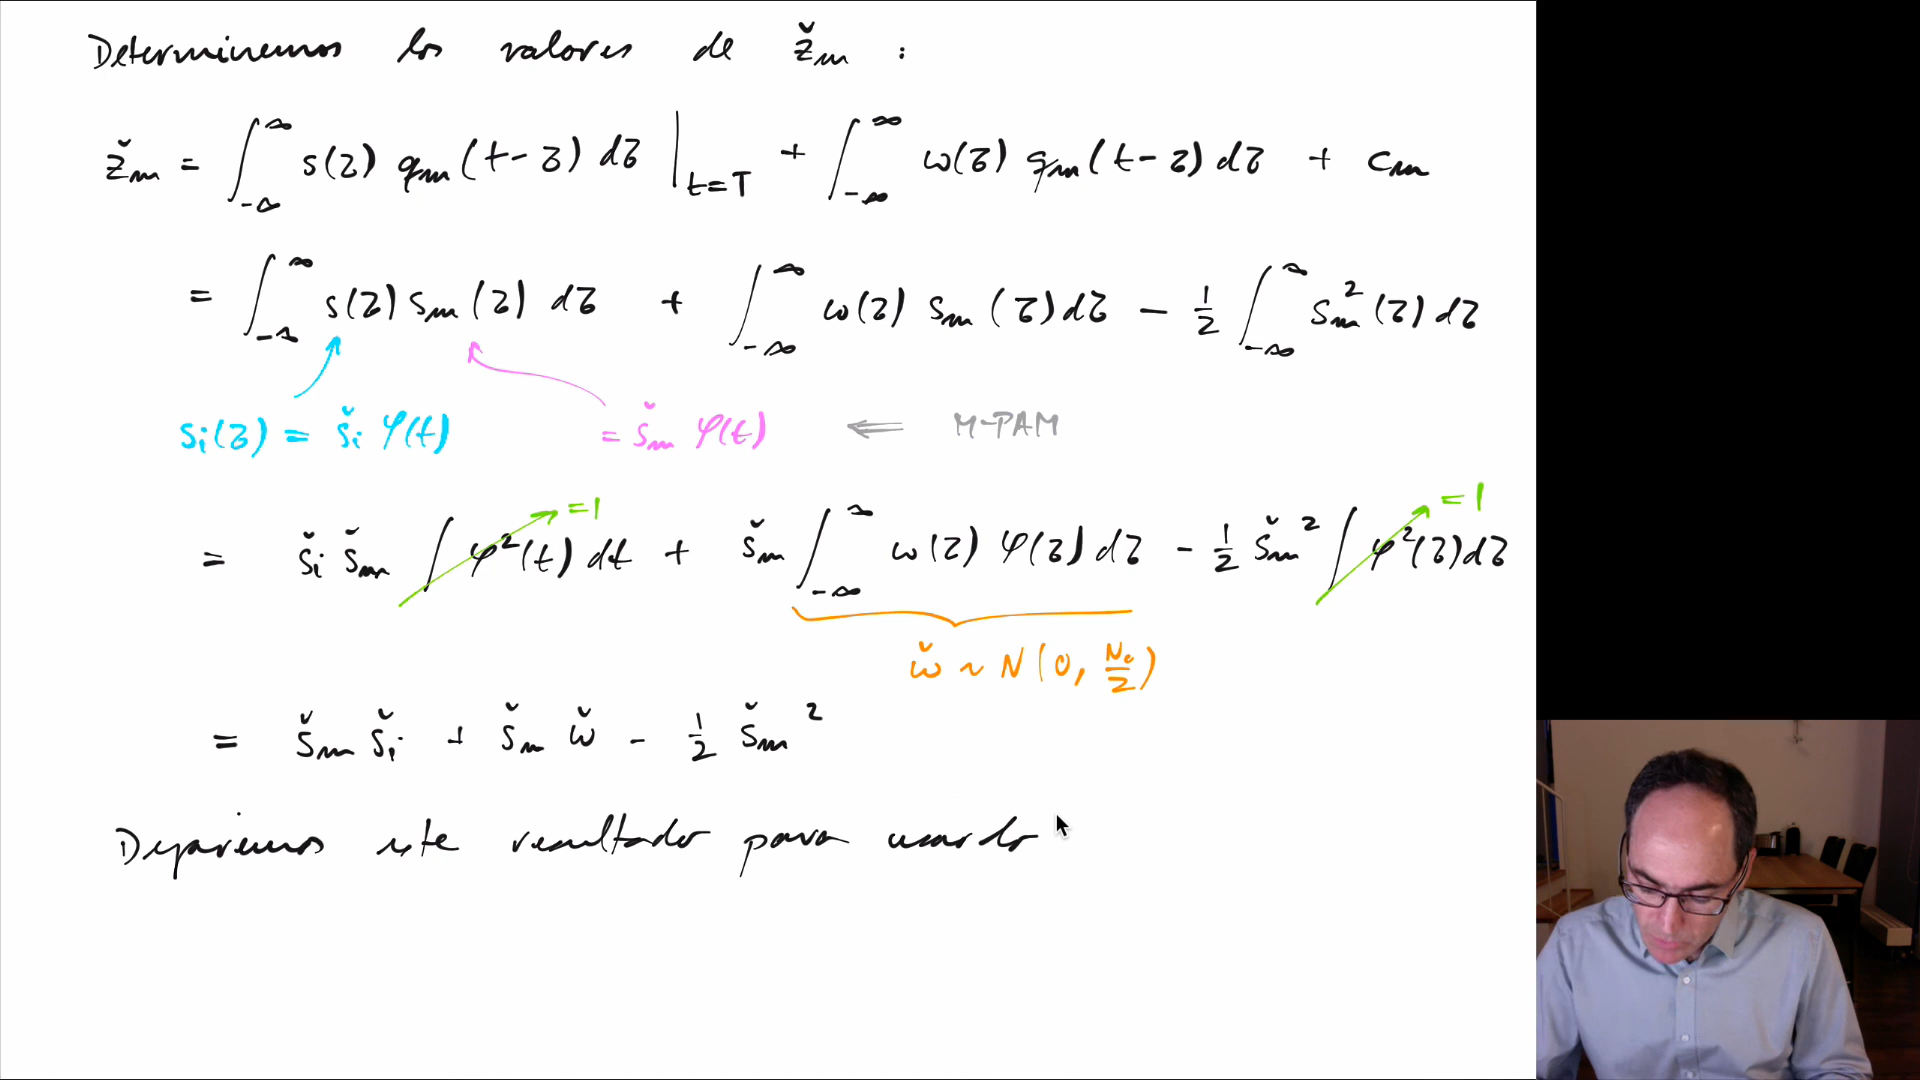 Determinemos los valores de žₘ :
žₘ = ∫_{-∞}^{∞} s(τ) qₘ(t-τ) dτ |_{t=T} + ∫_{-∞}^{∞} w(τ) qₘ(t-τ) dτ + cₘ
= ∫_{-∞}^{∞} s(τ) sₘ(τ) dτ + ∫_{-∞}^{∞} w(τ) sₘ(τ) dτ - 1/2 ∫_{-∞}^{∞} sₘ²(τ) dτ
sᵢ(τ) = šᵢ φ(t) = šₘ φ(t) ⇐ M-PAM
= šᵢ šₘ ∫ φ²(t) dt =1 + šₘ ∫_{-∞}^{∞} w(τ) φ(τ) dτ - 1/2 šₘ² ∫ φ²(τ) dτ =1
w̌ ~ N(0, N₀/2)
= šₘ šᵢ + šₘ w̌ - 1/2 šₘ²
Dejaremos este resultado para usarlo